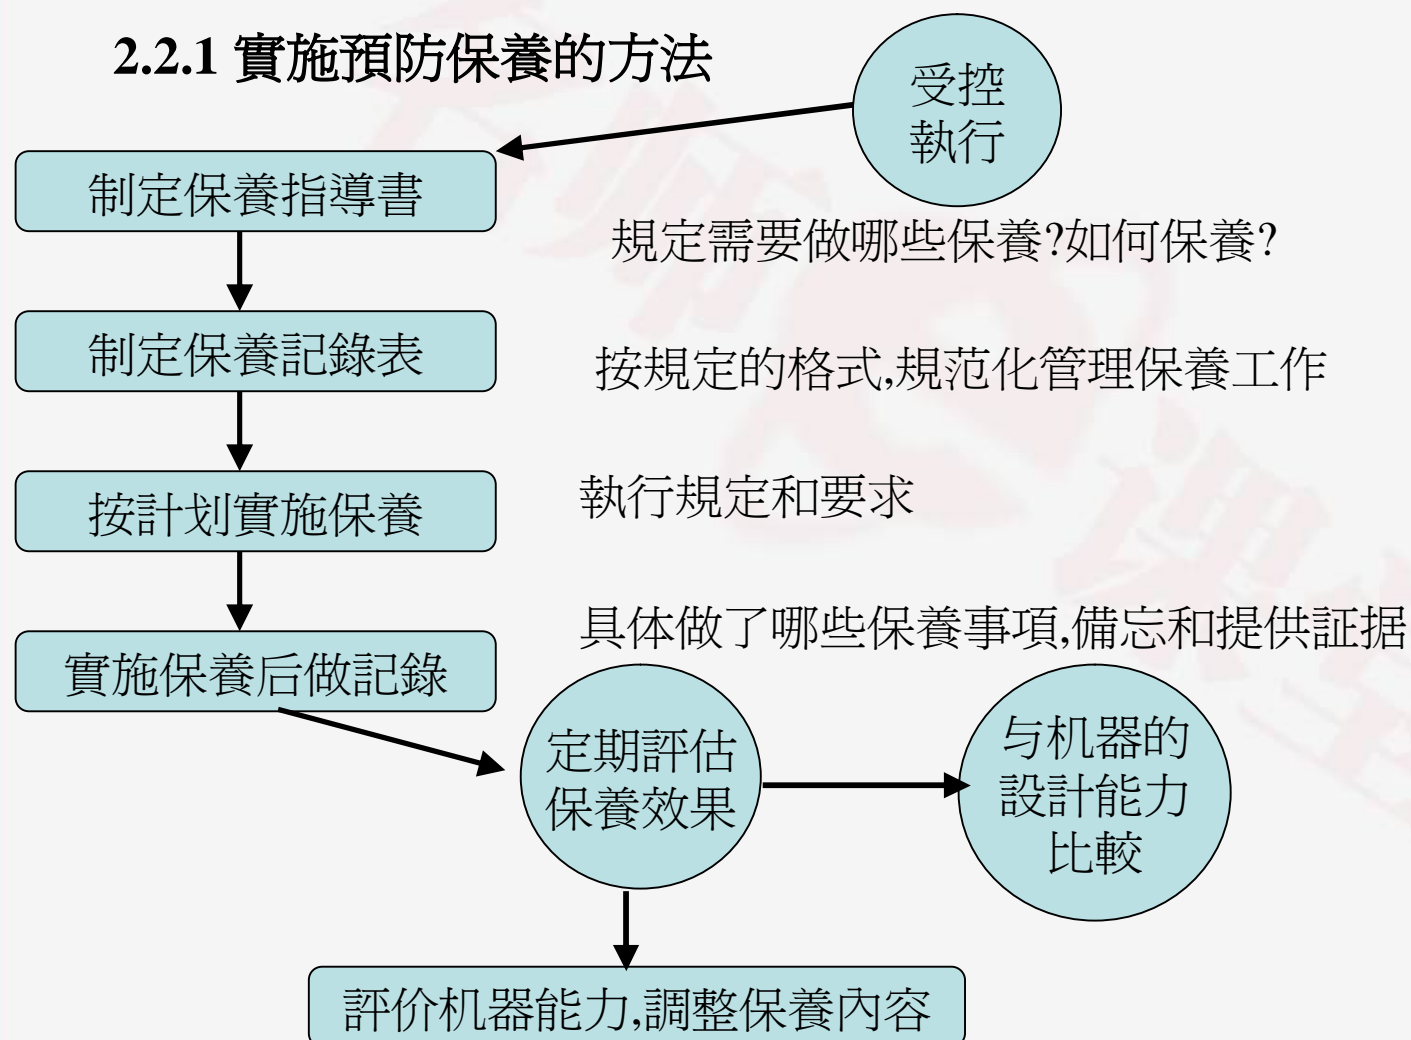 2.2.1 實施預防保養的方法
受控
執行
制定保養指導書
規定需要做哪些保養?如何保養?
制定保養記錄表
按規定的格式,規范化管理保養工作
按計划實施保養
執行規定和要求
具体做了哪些保養事項,備忘和提供証据
實施保養后做記錄
定期評估
保養效果
与机器的
設計能力
比較
評价机器能力,調整保養內容